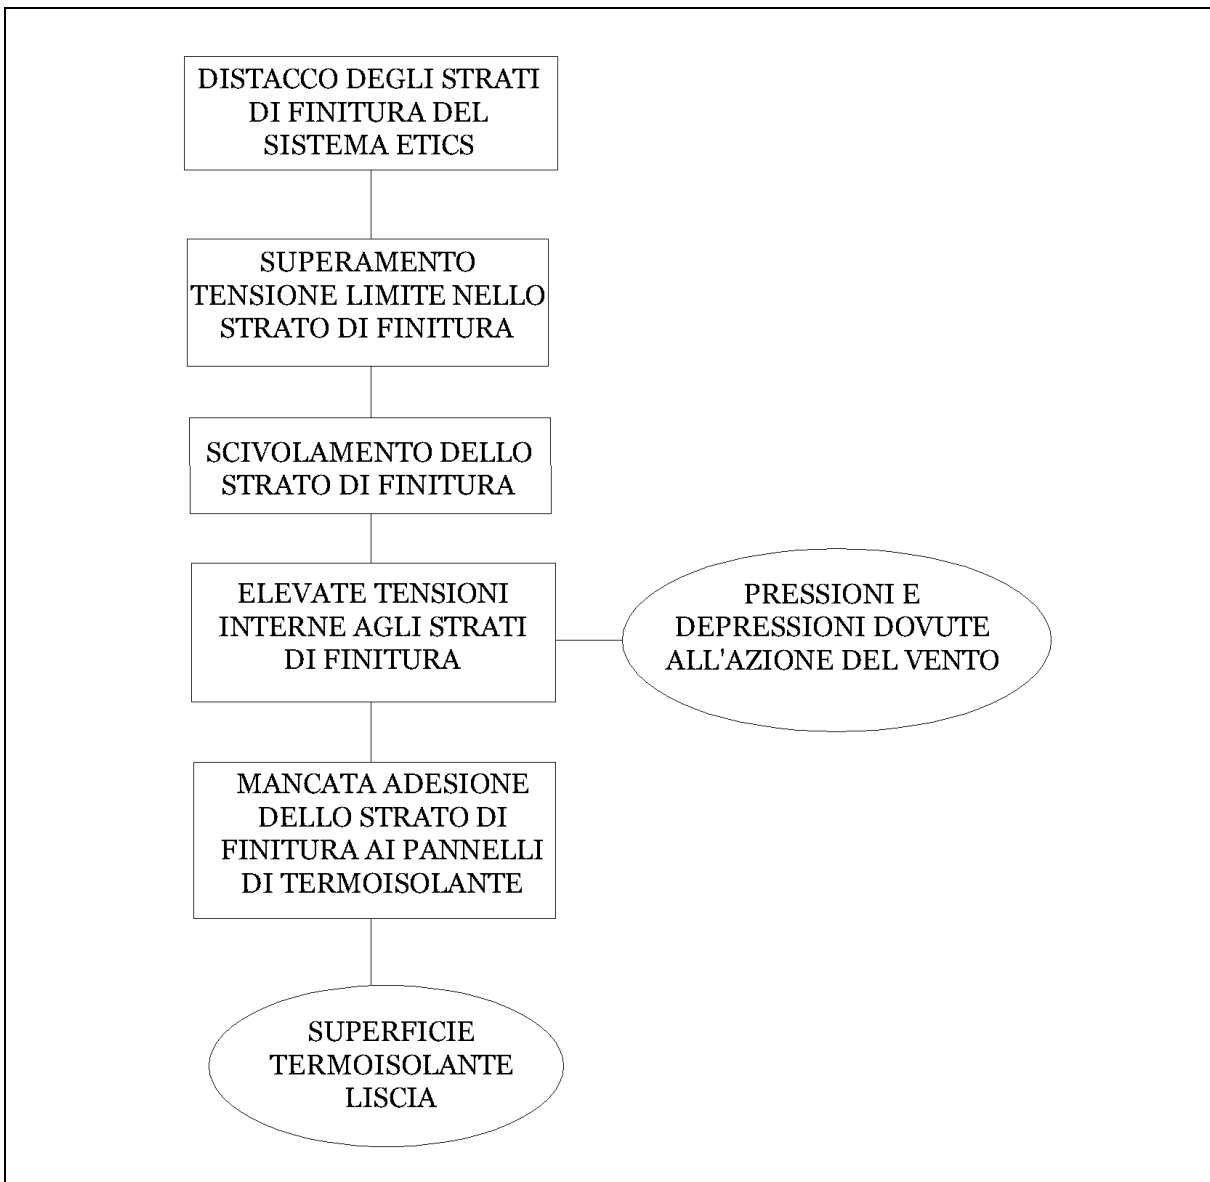 DISTACCO DEGLI STRATI
DI FINITURA DEL
SISTEMA ETICS
SUPERAMENTO
TENSIONE LIMITE NELLO
STRATO DI FINITURA
SCIVOLAMENTO DELLO
STRATO DI FINITURA
ELEVATE TENSIONI
INTERNE AGLI STRATI
DI FINITURA
PRESSIONI E
DEPRESSIONI DOVUTE
ALL'AZIONE DEL VENTO
MANCATA ADESIONE
DELLO STRATO DI
FINITURA AI PANNELLI
DI TERMOISOLANTE
SUPERFICIE
TERMOISOLANTE
LISCIA